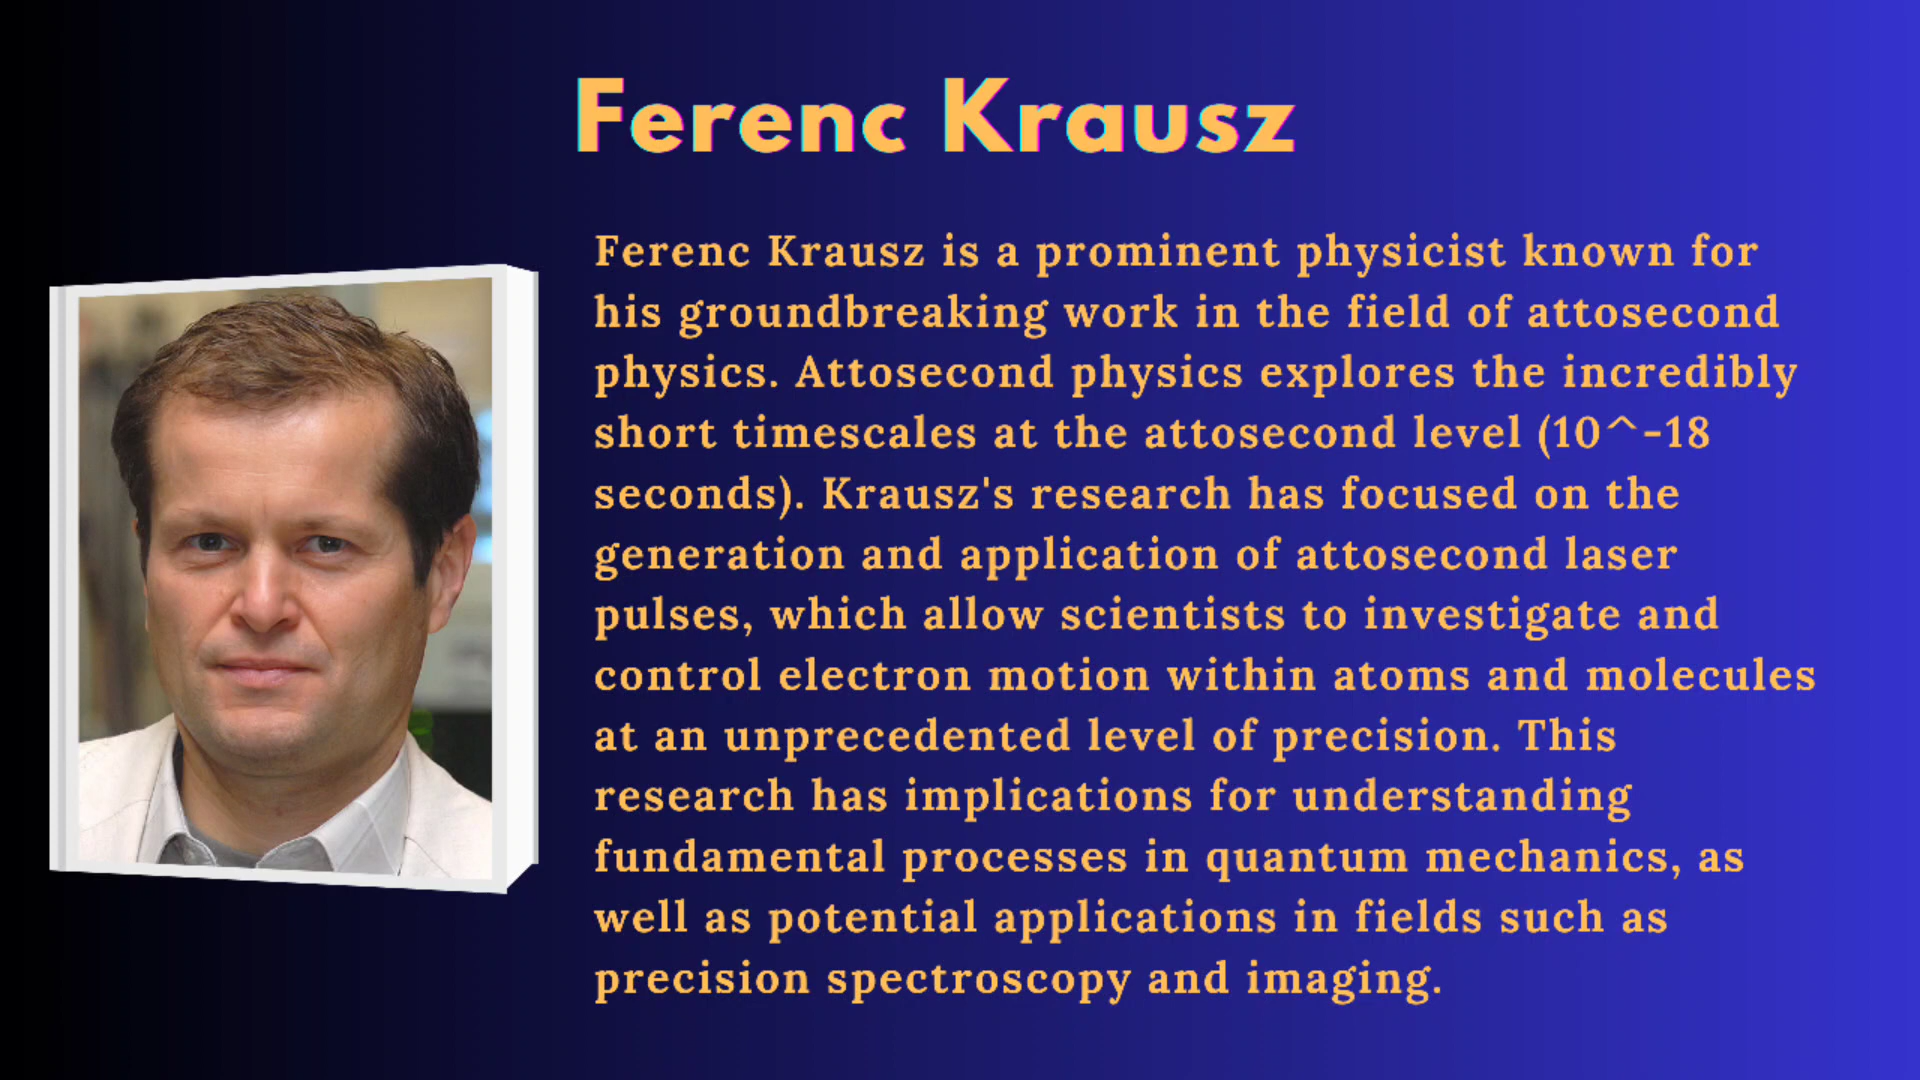 Ferenc Krausz
Ferenc Krausz is a prominent physicist known for
his groundbreaking work in the field of attosecond
physics. Attosecond physics explores the incredibly
short timescales at the attosecond level (10^-18
seconds). Krausz's research has focused on the
generation and application of attosecond laser
pulses, which allow scientists to investigate and
control electron motion within atoms and molecules
at an unprecedented level of precision. This
research has implications for understanding
fundamental processes in quantum mechanics, as
well as potential applications in fields such as
precision spectroscopy and imaging.